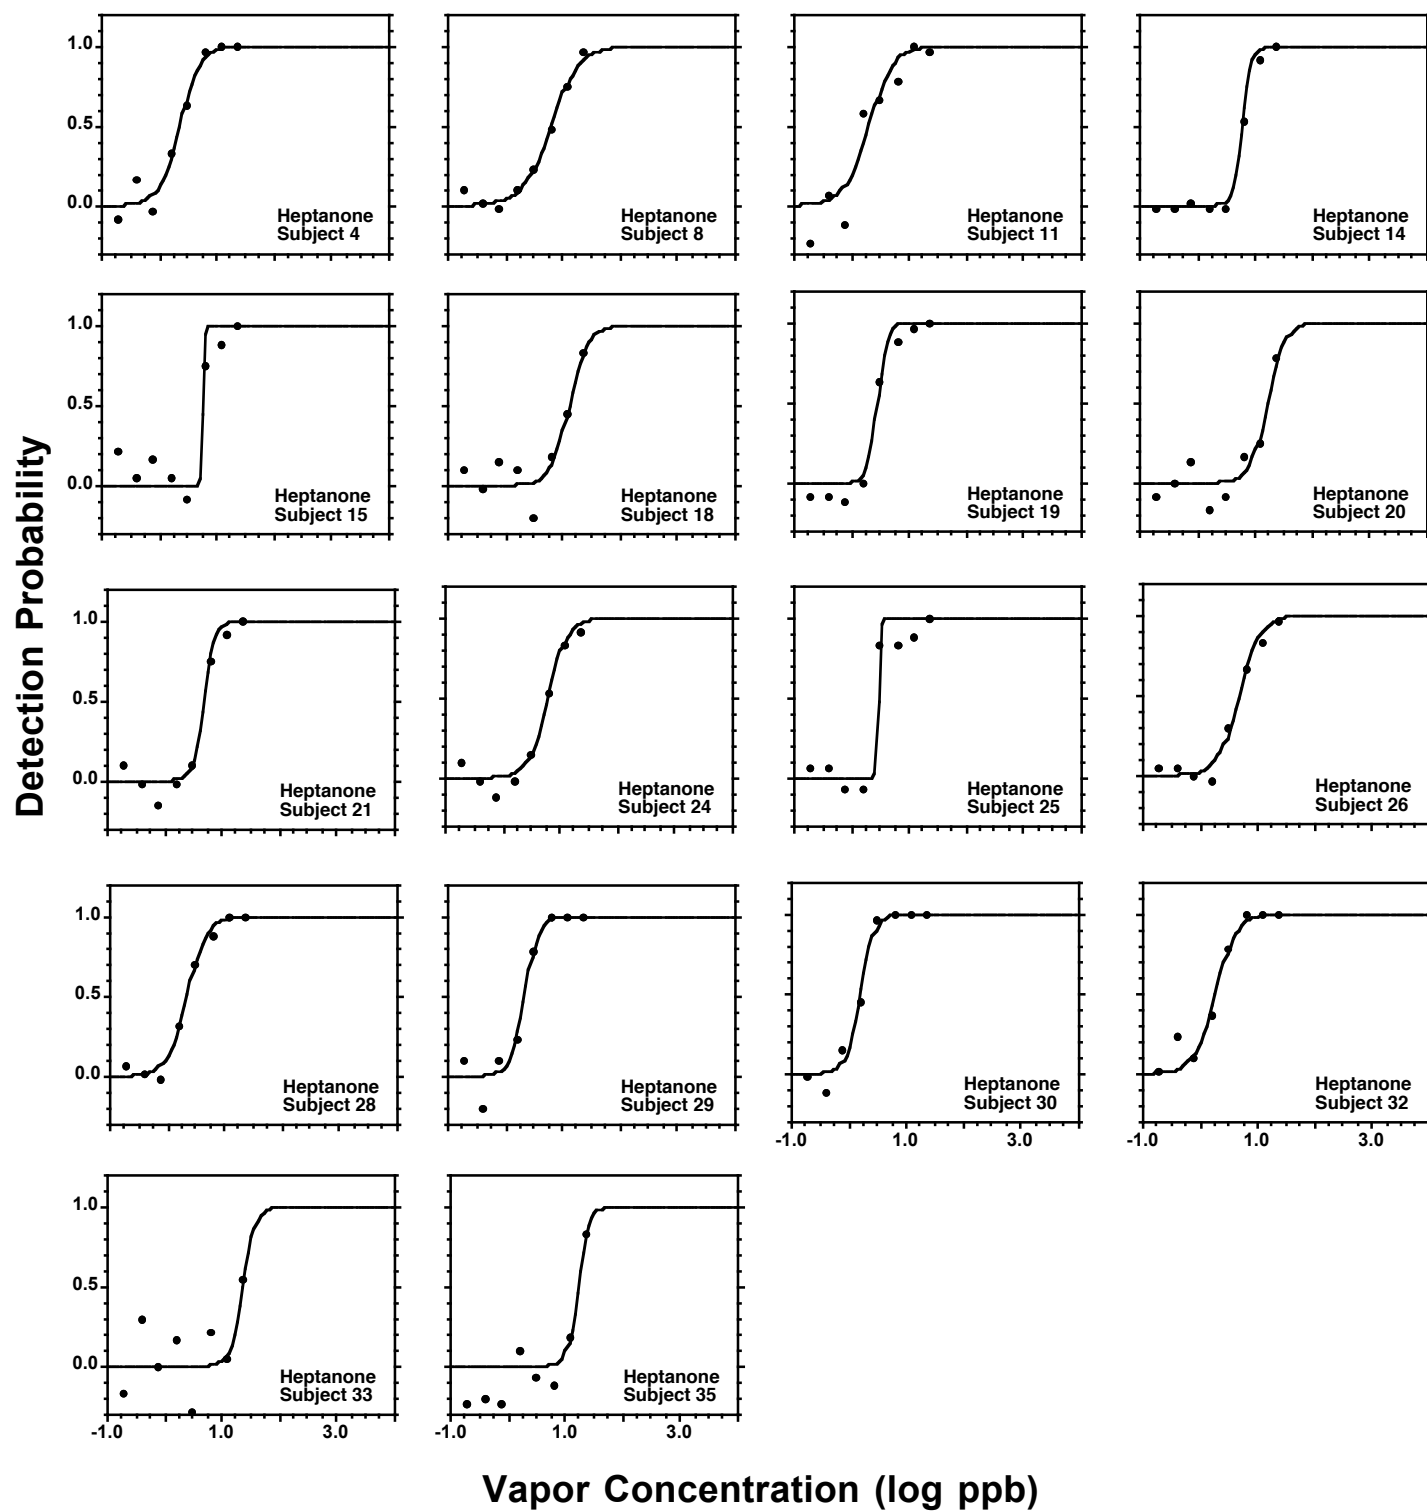 Detection Probability
1.0
0.5
0.0
Heptanone
Subject 4
Heptanone
Subject 8
Heptanone
Subject 11
Heptanone
Subject 14
1.0
0.5
0.0
Heptanone
Subject 15
Heptanone
Subject 18
Heptanone
Subject 19
Heptanone
Subject 20
1.0
0.5
0.0
Heptanone
Subject 21
Heptanone
Subject 24
Heptanone
Subject 25
Heptanone
Subject 26
1.0
0.5
0.0
Heptanone
Subject 28
Heptanone
Subject 29
Heptanone
Subject 30
-1.0 1.0 3.0
Heptanone
Subject 32
-1.0 1.0 3.0
1.0
0.5
0.0
Heptanone
Subject 33
-1.0 1.0 3.0
Heptanone
Subject 35
-1.0 1.0 3.0
Vapor Concentration (log ppb)